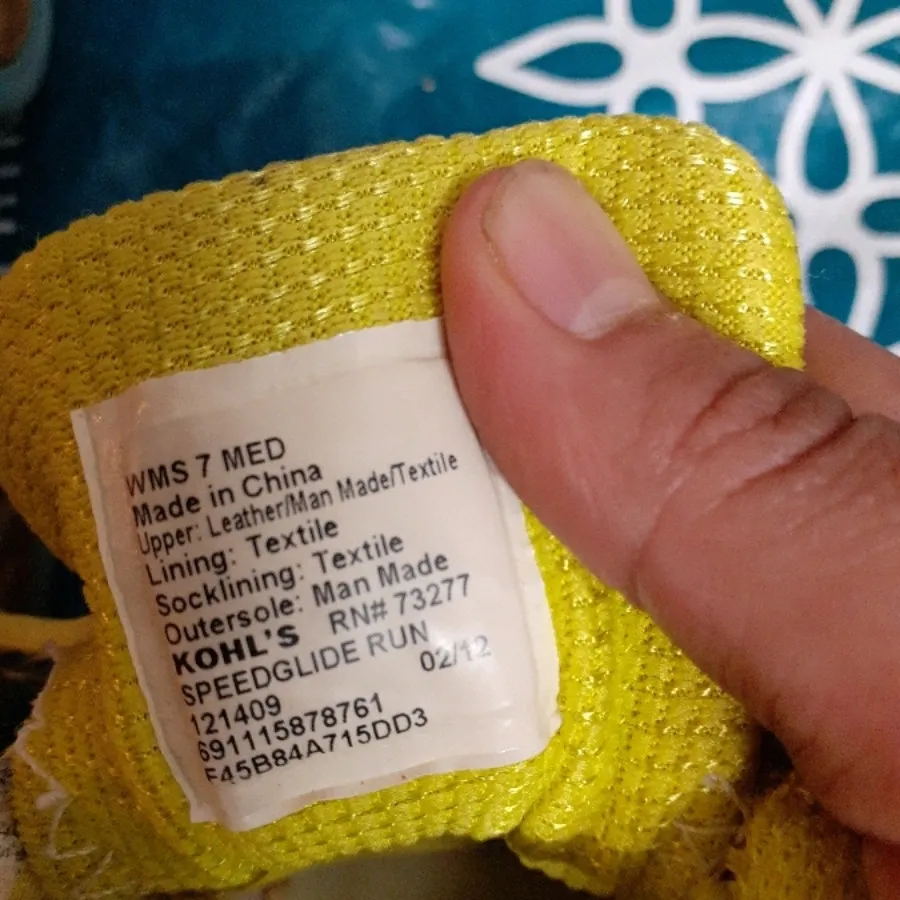 WMS 7 MED
Made in China
Upper: Leather/Man Made/Textile
Lining: Textile
Socklining: Textile
Outersole: Man Made
KOHL'S RN# 73277
SPEEDGLIDE RUN
121409 02/12
691115878761
F45B84A715DD3